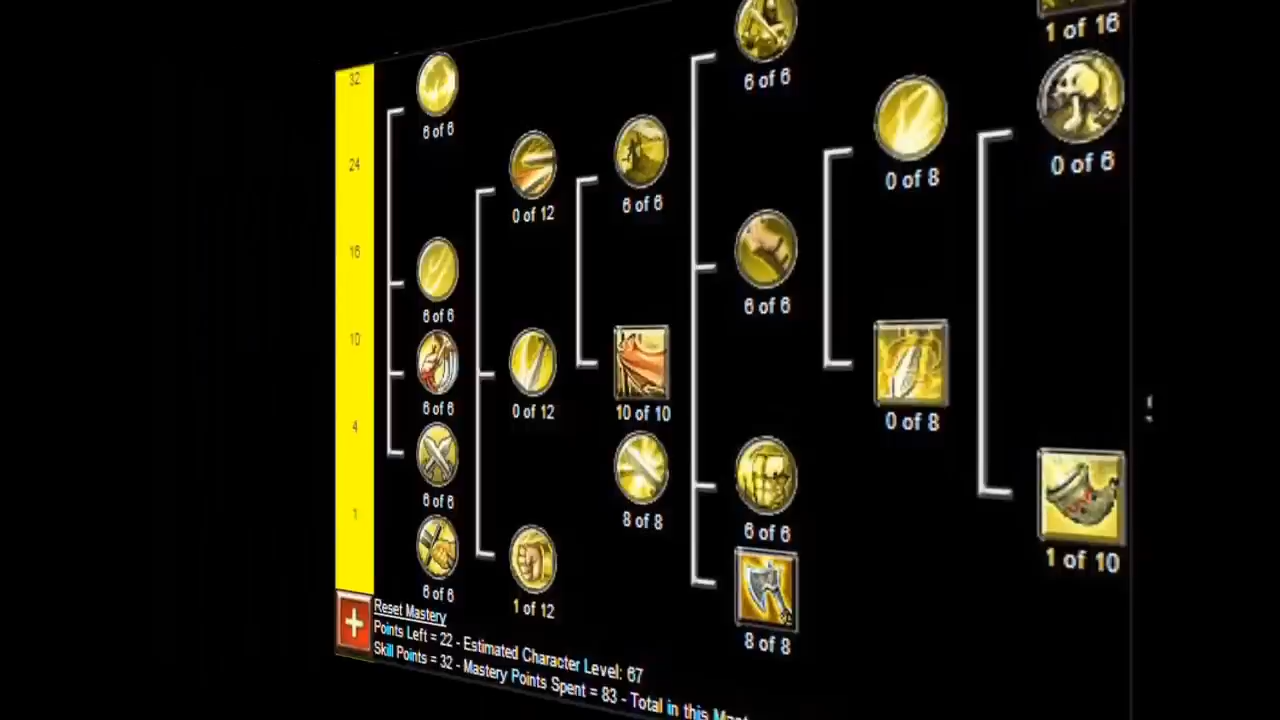 1 of 16
32
6 of 6
6 of 6
0 of 6
24
0 of 8
0 of 12
6 of 6
16
6 of 6
6 of 6
10
6 of 6
0 of 12
10 of 10
0 of 8
4
6 of 6
8 of 8
6 of 6
1 of 10
1
6 of 6
1 of 12
8 of 8
Reset Mastery
Points Left = 22 - Estimated Character Level: 67
Skill Points = 32 - Mastery Points Spent = 83 - Total in this